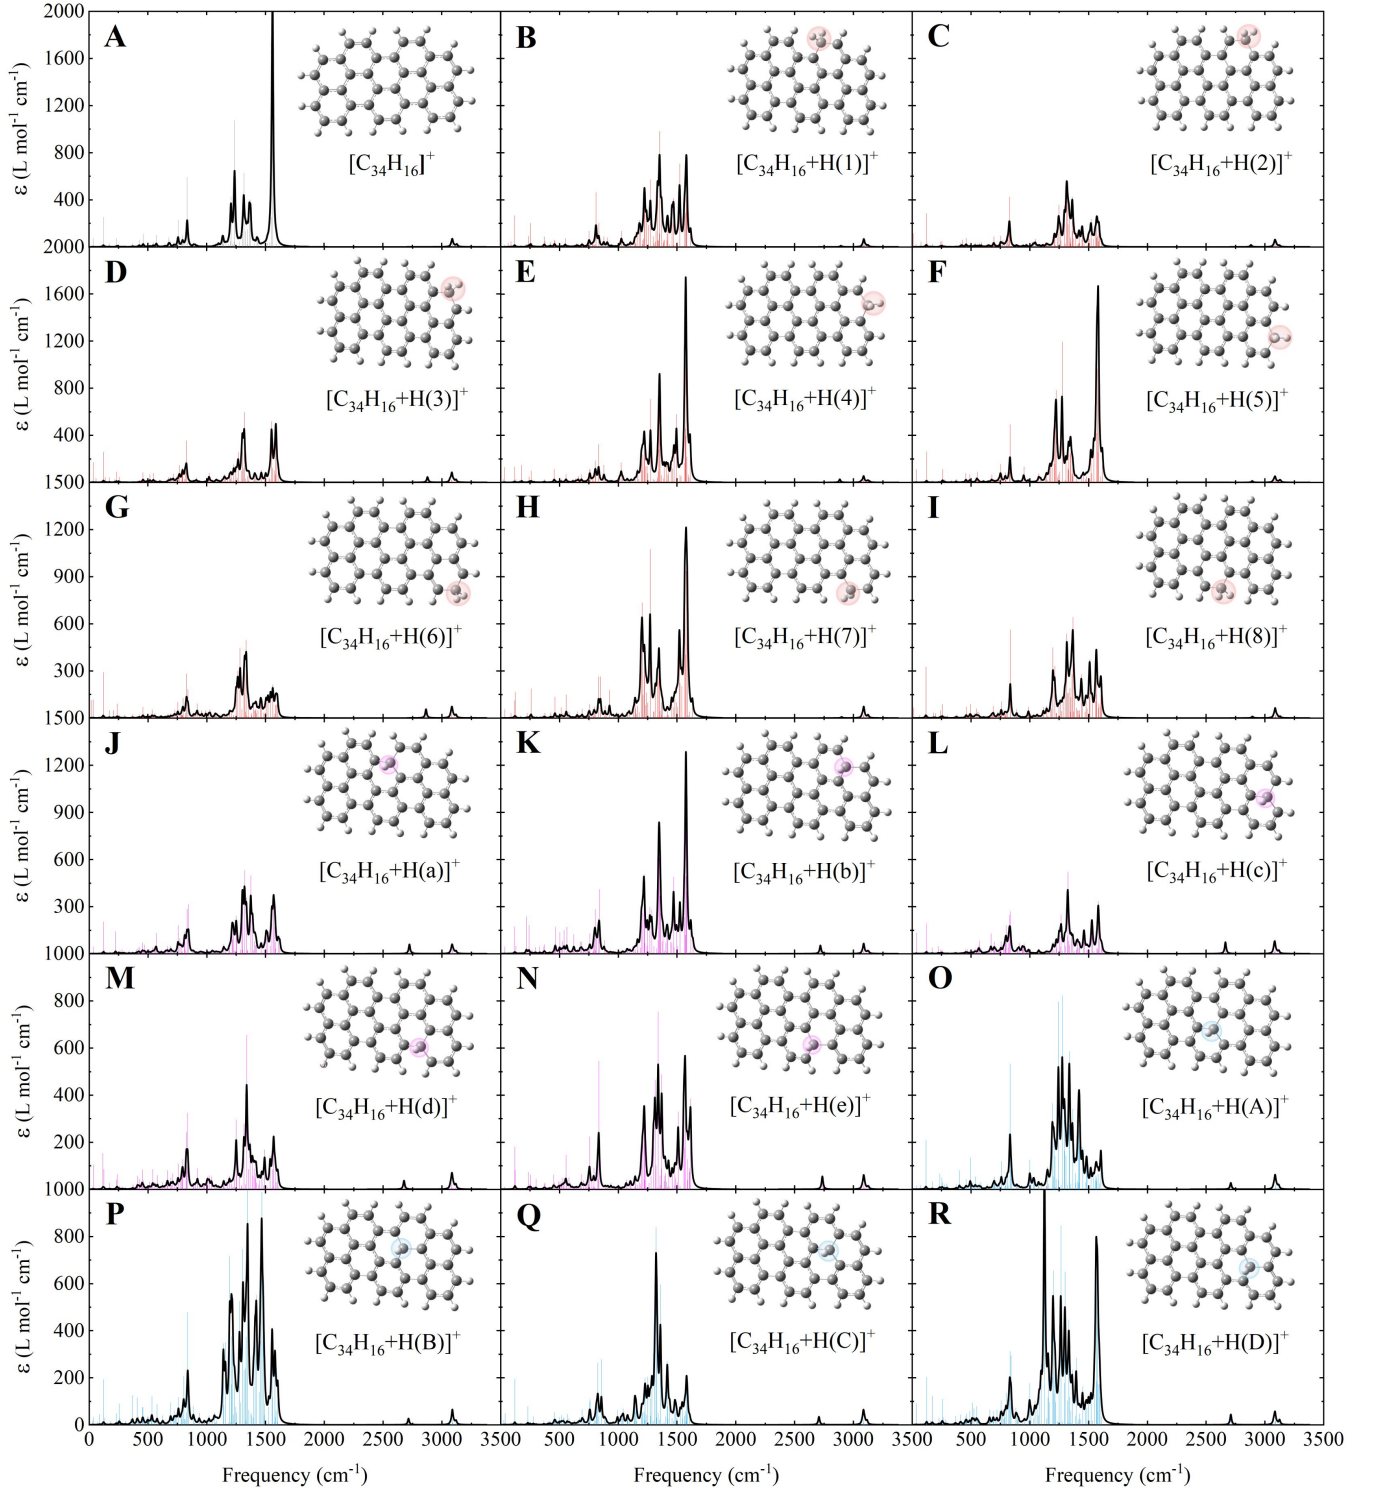 A
B
C
[C34H16]+
[C34H16+H(1)]+
[C34H16+H(2)]+
ε (L mol-1 cm-1)
2000
1600
1200
800
400
2000
D
E
F
[C34H16+H(3)]+
[C34H16+H(4)]+
[C34H16+H(5)]+
ε (L mol-1 cm-1)
1600
1200
800
400
1500
G
H
I
[C34H16+H(6)]+
[C34H16+H(7)]+
[C34H16+H(8)]+
ε (L mol-1 cm-1)
1200
900
600
300
1500
J
K
L
[C34H16+H(a)]+
[C34H16+H(b)]+
[C34H16+H(c)]+
ε (L mol-1 cm-1)
1200
900
600
300
1000
M
N
O
[C34H16+H(d)]+
[C34H16+H(e)]+
[C34H16+H(A)]+
ε (L mol-1 cm-1)
800
600
400
200
1000
P
Q
R
[C34H16+H(B)]+
[C34H16+H(C)]+
[C34H16+H(D)]+
ε (L mol-1 cm-1)
800
600
400
200
0
0 500 1000 1500 2000 2500 3000 3500 500 1000 1500 2000 2500 3000 3500 500 1000 1500 2000 2500 3000 3500
Frequency (cm-1) Frequency (cm-1) Frequency (cm-1)